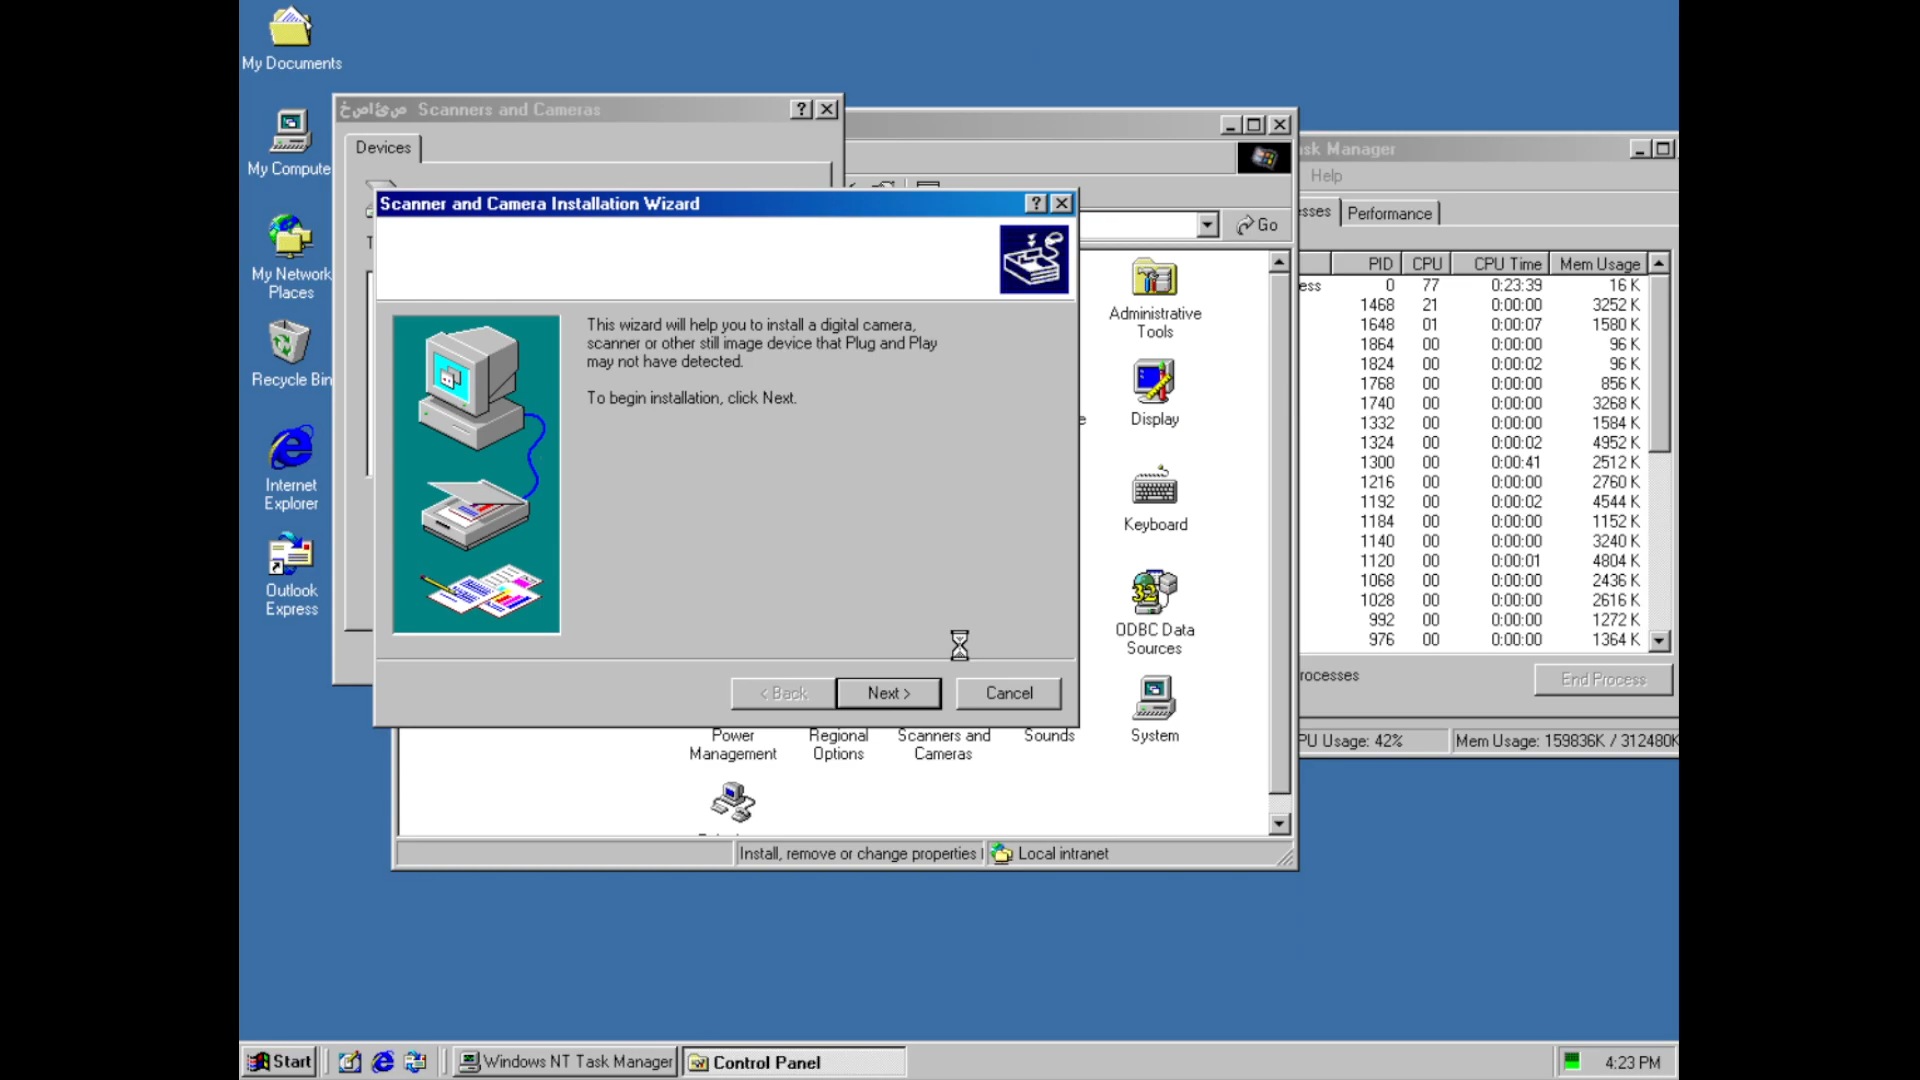 My Documents
My Compute
My Network
Places
Recycle Bin
Internet
Explorer
Outlook
Express
خصائص Scanners and Cameras
Devices
Scanner and Camera Installation Wizard
This wizard will help you to install a digital camera,
scanner or other still image device that Plug and Play
may not have detected.
To begin installation, click Next.
< Back
Next >
Cancel
Go
Administrative
Tools
Display
Keyboard
ODBC Data
Sources
System
Power
Management
Regional
Options
Scanners and
Cameras
Sounds
Install, remove or change properties
Local intranet
sk Manager
Help
sses
Performance
PID CPU CPU Time Mem Usage
ess 0 77 0:23:39 16 K
1468 21 0:00:00 3252 K
1648 01 0:00:07 1580 K
1864 00 0:00:00 96 K
1824 00 0:00:02 96 K
1768 00 0:00:00 856 K
1740 00 0:00:00 3268 K
1332 00 0:00:00 1584 K
1324 00 0:00:02 4952 K
1300 00 0:00:41 2512 K
1216 00 0:00:00 2760 K
1192 00 0:00:02 4544 K
1184 00 0:00:00 1152 K
1140 00 0:00:00 3240 K
1120 00 0:00:01 4804 K
1068 00 0:00:00 2436 K
1028 00 0:00:00 2616 K
992 00 0:00:00 1272 K
976 00 0:00:00 1364 K
rocesses
End Process
PU Usage: 42%
Mem Usage: 159836K / 312480K
Start
Windows NT Task Manager
Control Panel
4:23 PM